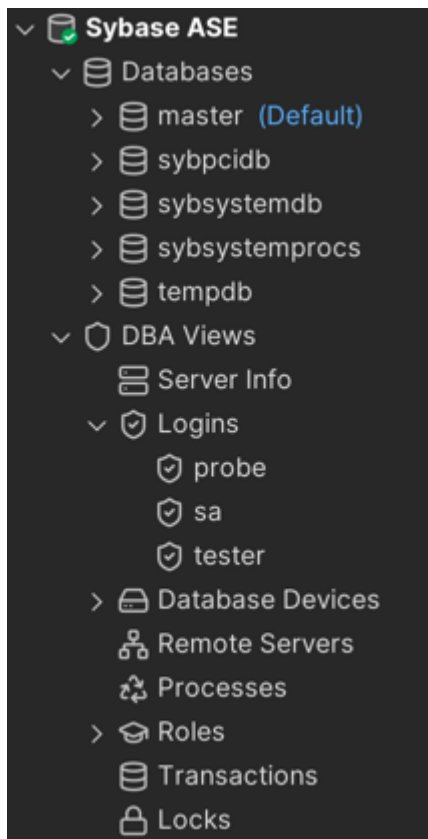 Sybase ASE
Databases
master (Default)
sybpcidb
sybsystemdb
sybsystemprocs
tempdb
DBA Views
Server Info
Logins
probe
sa
tester
Database Devices
Remote Servers
Processes
Roles
Transactions
Locks